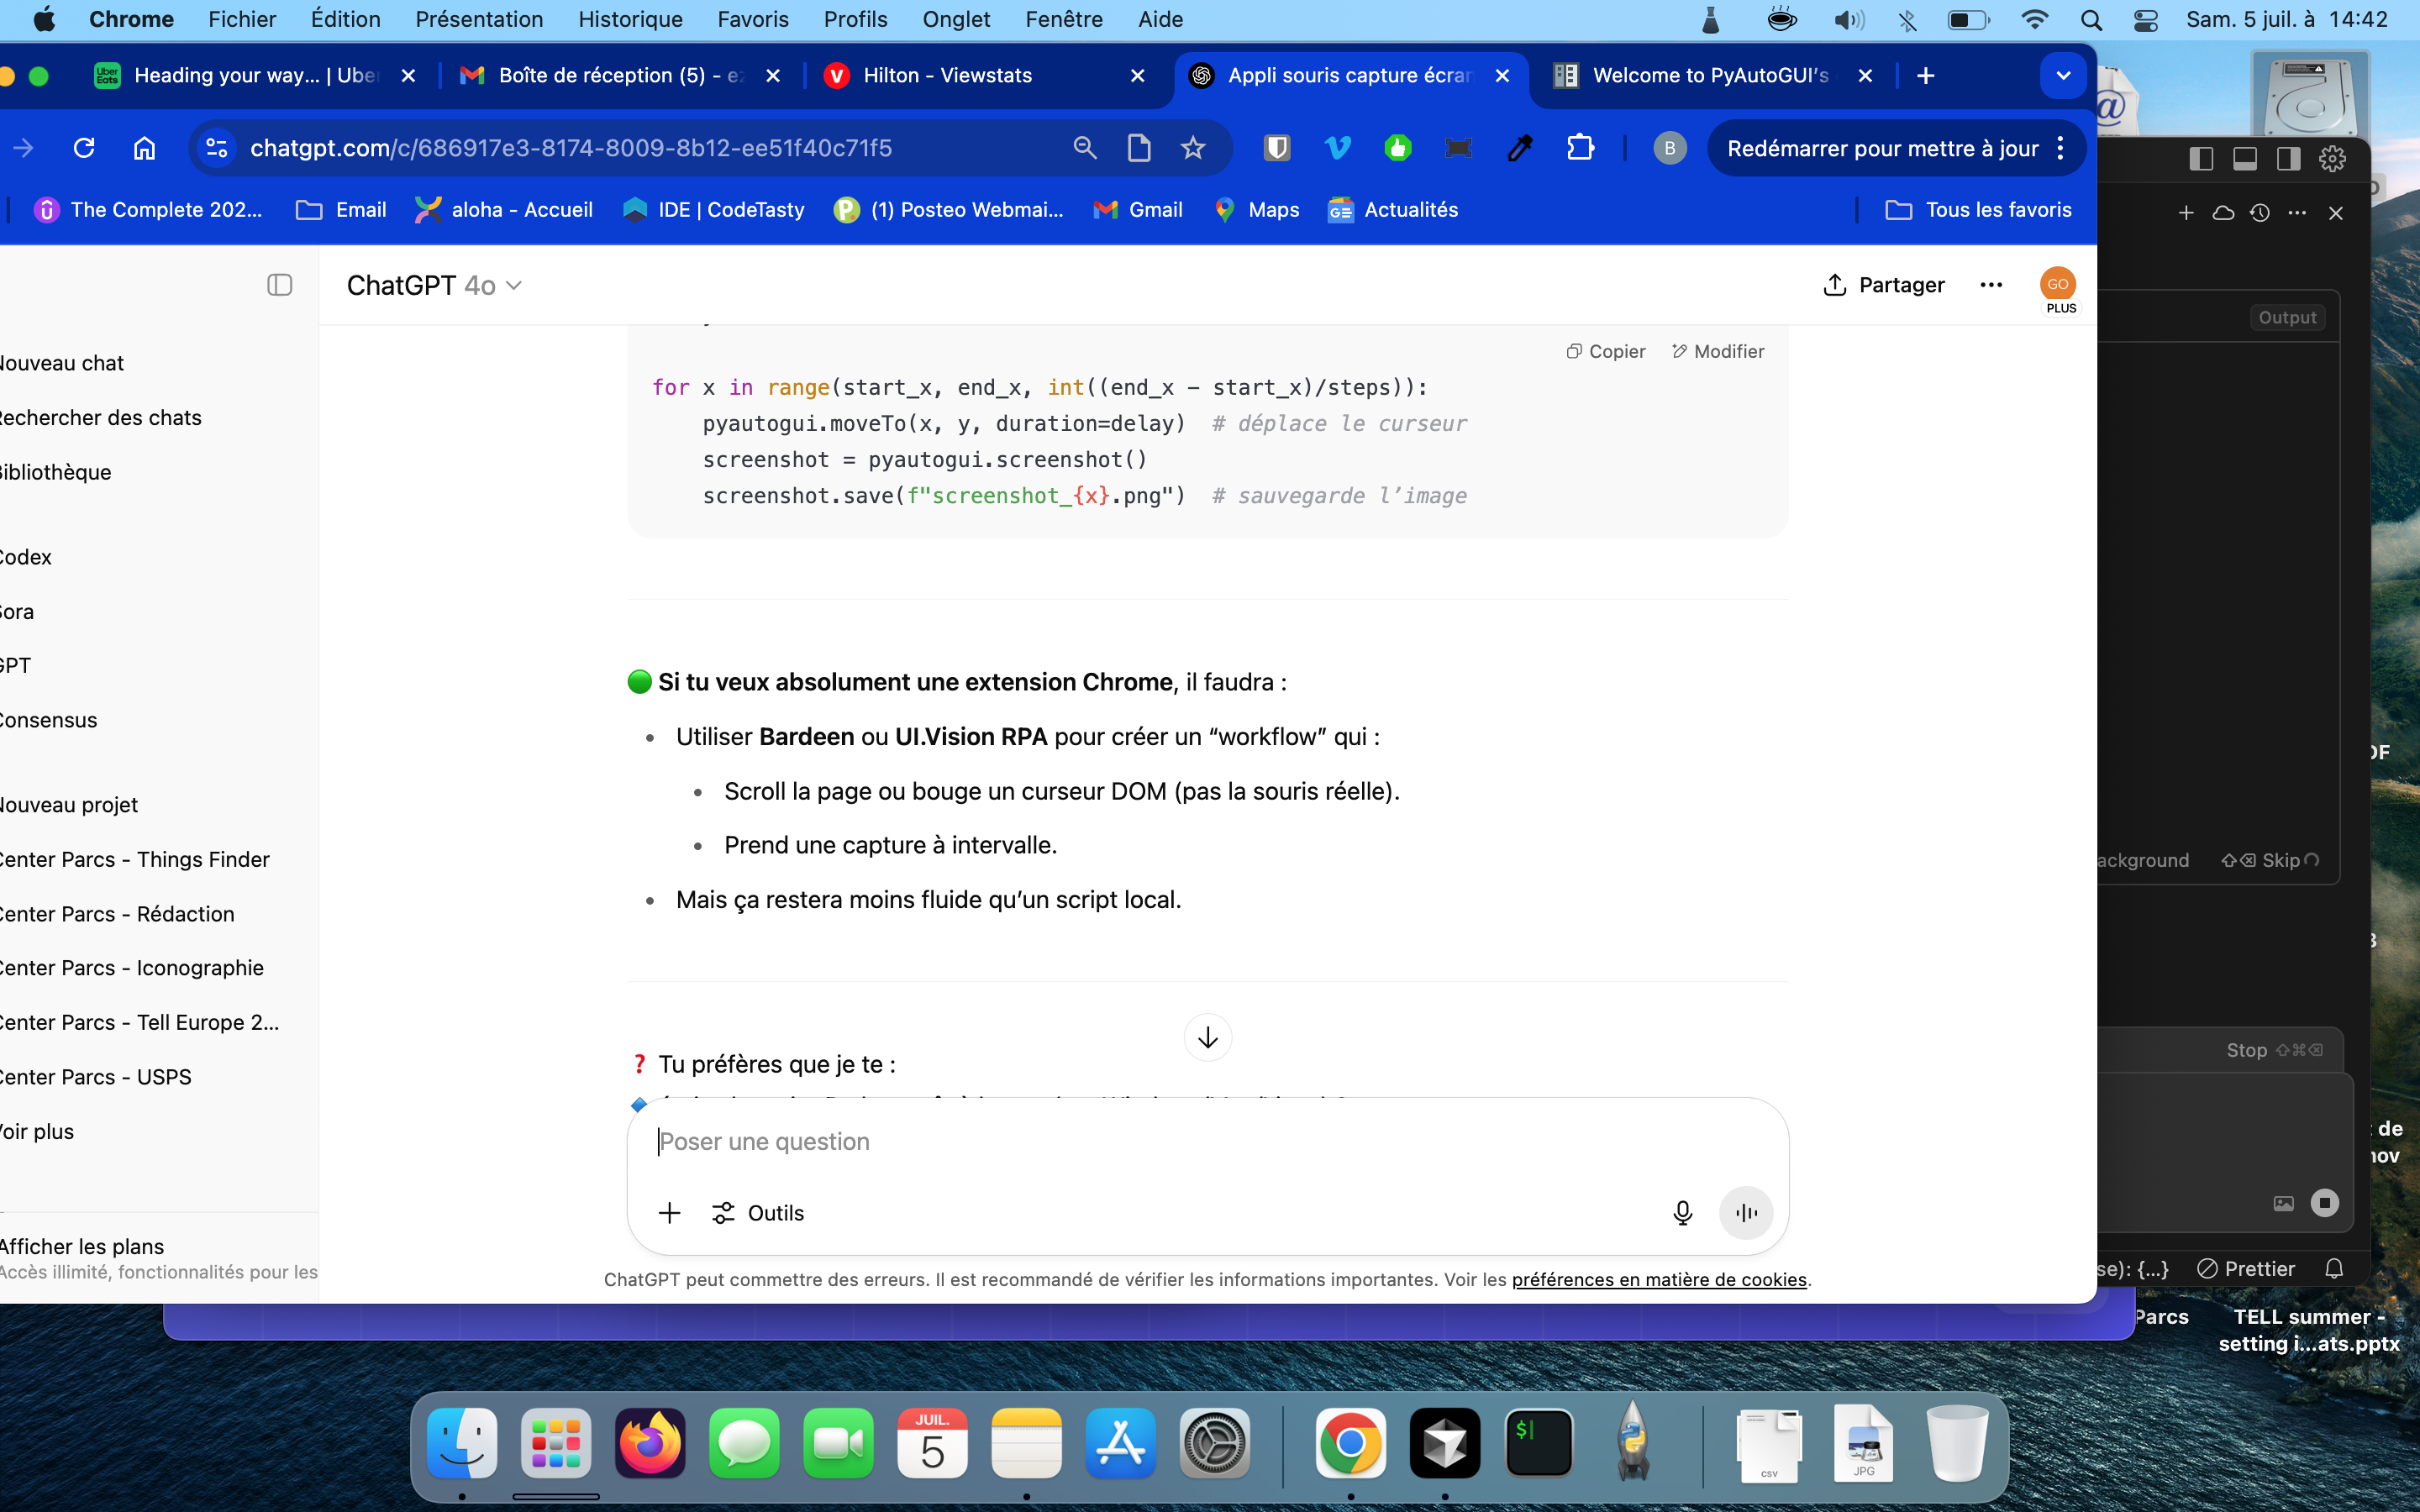 Chrome Fichier Édition Présentation Historique Favoris Profils Onglet Fenêtre Aide Sam. 5 juil. à 14:42
Uber Eats Heading your way... | Uber Boîte de réception (5) - ez Hilton - Viewstats Appli souris capture écran Welcome to PyAutoGUI's
chatgpt.com/c/686917e3-8174-8009-8b12-ee51f40c71f5 B Redémarrer pour mettre à jour
The Complete 202... Email aloha - Accueil IDE | CodeTasty (1) Posteo Webmai... Gmail Maps Actualités Tous les favoris
ChatGPT 4o Partager GO
PLUS
Output
Copier Modifier
Nouveau chat
Rechercher des chats
Bibliothèque
Codex
Sora
GPT
Consensus
Nouveau projet
Center Parcs - Things Finder
Center Parcs - Rédaction
Center Parcs - Iconographie
Center Parcs - Tell Europe 2...
Center Parcs - USPS
Voir plus
Afficher les plans
Accès illimité, fonctionnalités pour les
for x in range(start_x, end_x, int((end_x - start_x)/steps)):
pyautogui.moveTo(x, y, duration=delay) # déplace le curseur
screenshot = pyautogui.screenshot()
screenshot.save(f"screenshot_{x}.png") # sauvegarde l'image
Si tu veux absolument une extension Chrome, il faudra :
Utiliser Bardeen ou UI.Vision RPA pour créer un “workflow” qui :
Scroll la page ou bouge un curseur DOM (pas la souris réelle).
Prend une capture à intervalle.
Mais ça restera moins fluide qu’un script local.
❓ Tu préfères que je te :
Poser une question
Outils
ChatGPT peut commettre des erreurs. Il est recommandé de vérifier les informations importantes. Voir les préférences en matière de cookies.
ackground Skip
Stop
se): {...} Prettier
DF
de
nov
Parcs
TELL summer -
setting i...ats.pptx
JUIL.
5
$
CSV
JPG